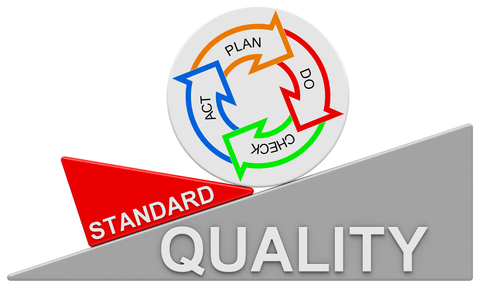 PLAN
DO
CHECK
ACT
STANDARD
QUALITY